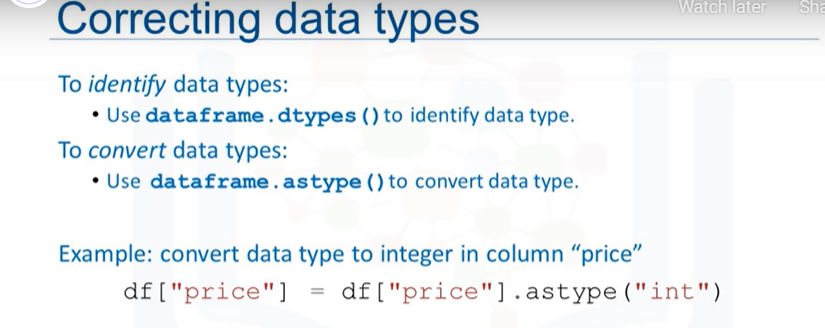 Watch later Sha
Correcting data types
To identify data types:
• Use dataframe.dtypes() to identify data type.
To convert data types:
• Use dataframe.astype() to convert data type.
Example: convert data type to integer in column “price”
df["price"] = df["price"].astype("int")